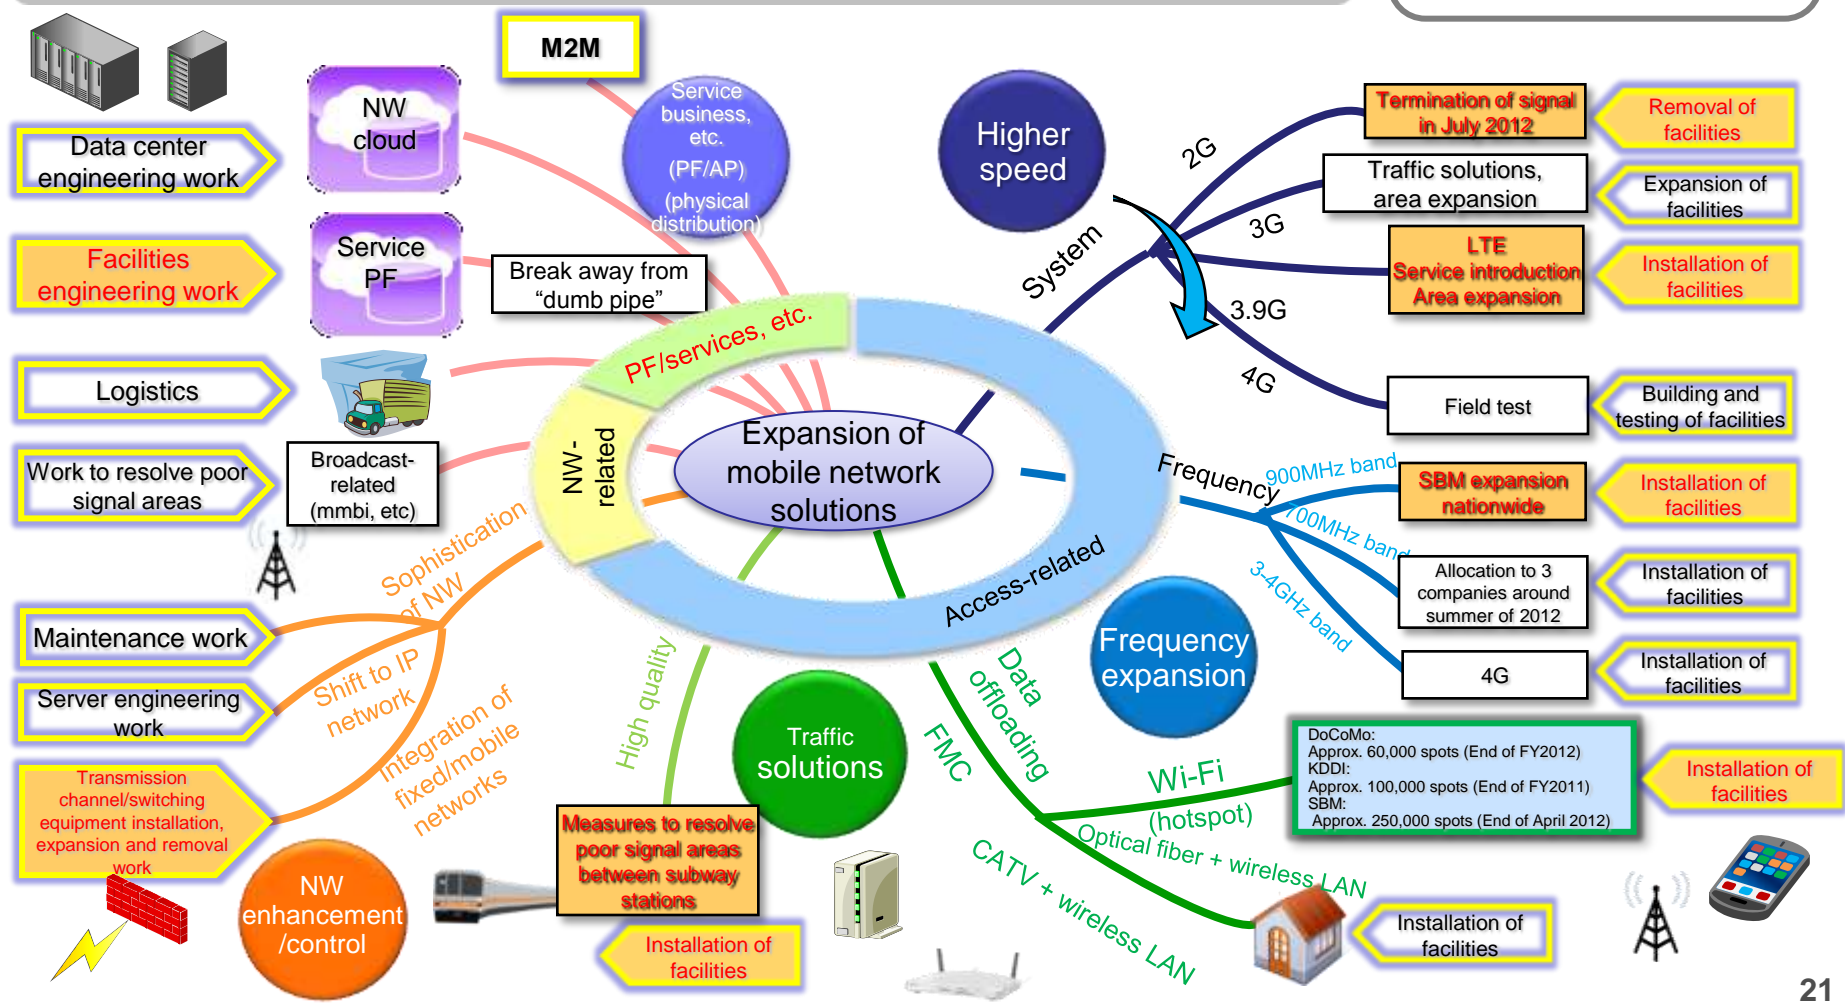 M2M
NW
cloud
Data center
engineering work
Service
business,
etc.
(PF/AP)
(physical
distribution)
Higher
speed
Termination of signal
in July 2012
Removal of
facilities
2G
Traffic solutions,
area expansion
Expansion of
facilities
3G
Facilities
engineering work
Service
PF
Break away from
“dumb pipe”
System
LTE
Service introduction
Area expansion
Installation of
facilities
3.9G
4G
PF/services, etc.
Logistics
Field test
Building and
testing of facilities
Work to resolve poor
signal areas
Broadcast-
related
(mmbi, etc)
NW-
related
Expansion of
mobile network
solutions
Frequency
900MHz band
SBM expansion
nationwide
Installation of
facilities
700MHz band
Allocation to 3
companies around
summer of 2012
Installation of
facilities
3-4GHz band
4G
Installation of
facilities
Access-related
Frequency
expansion
Sophistication
of NW
Maintenance work
Shift to IP
network
Server engineering
work
Integration of
fixed/mobile
networks
Transmission
channel/switching
equipment installation,
expansion and removal
work
NW
enhancement
/control
High quality
Traffic
solutions
Data
offloading
FMC
Wi-Fi
(hotspot)
DoCoMo:
Approx. 60,000 spots (End of FY2012)
KDDI:
Approx. 100,000 spots (End of FY2011)
SBM:
Approx. 250,000 spots (End of April 2012)
Installation of
facilities
Optical fiber + wireless LAN
CATV + wireless LAN
Measures to resolve
poor signal areas
between subway
stations
Installation of
facilities
Installation of
facilities
21